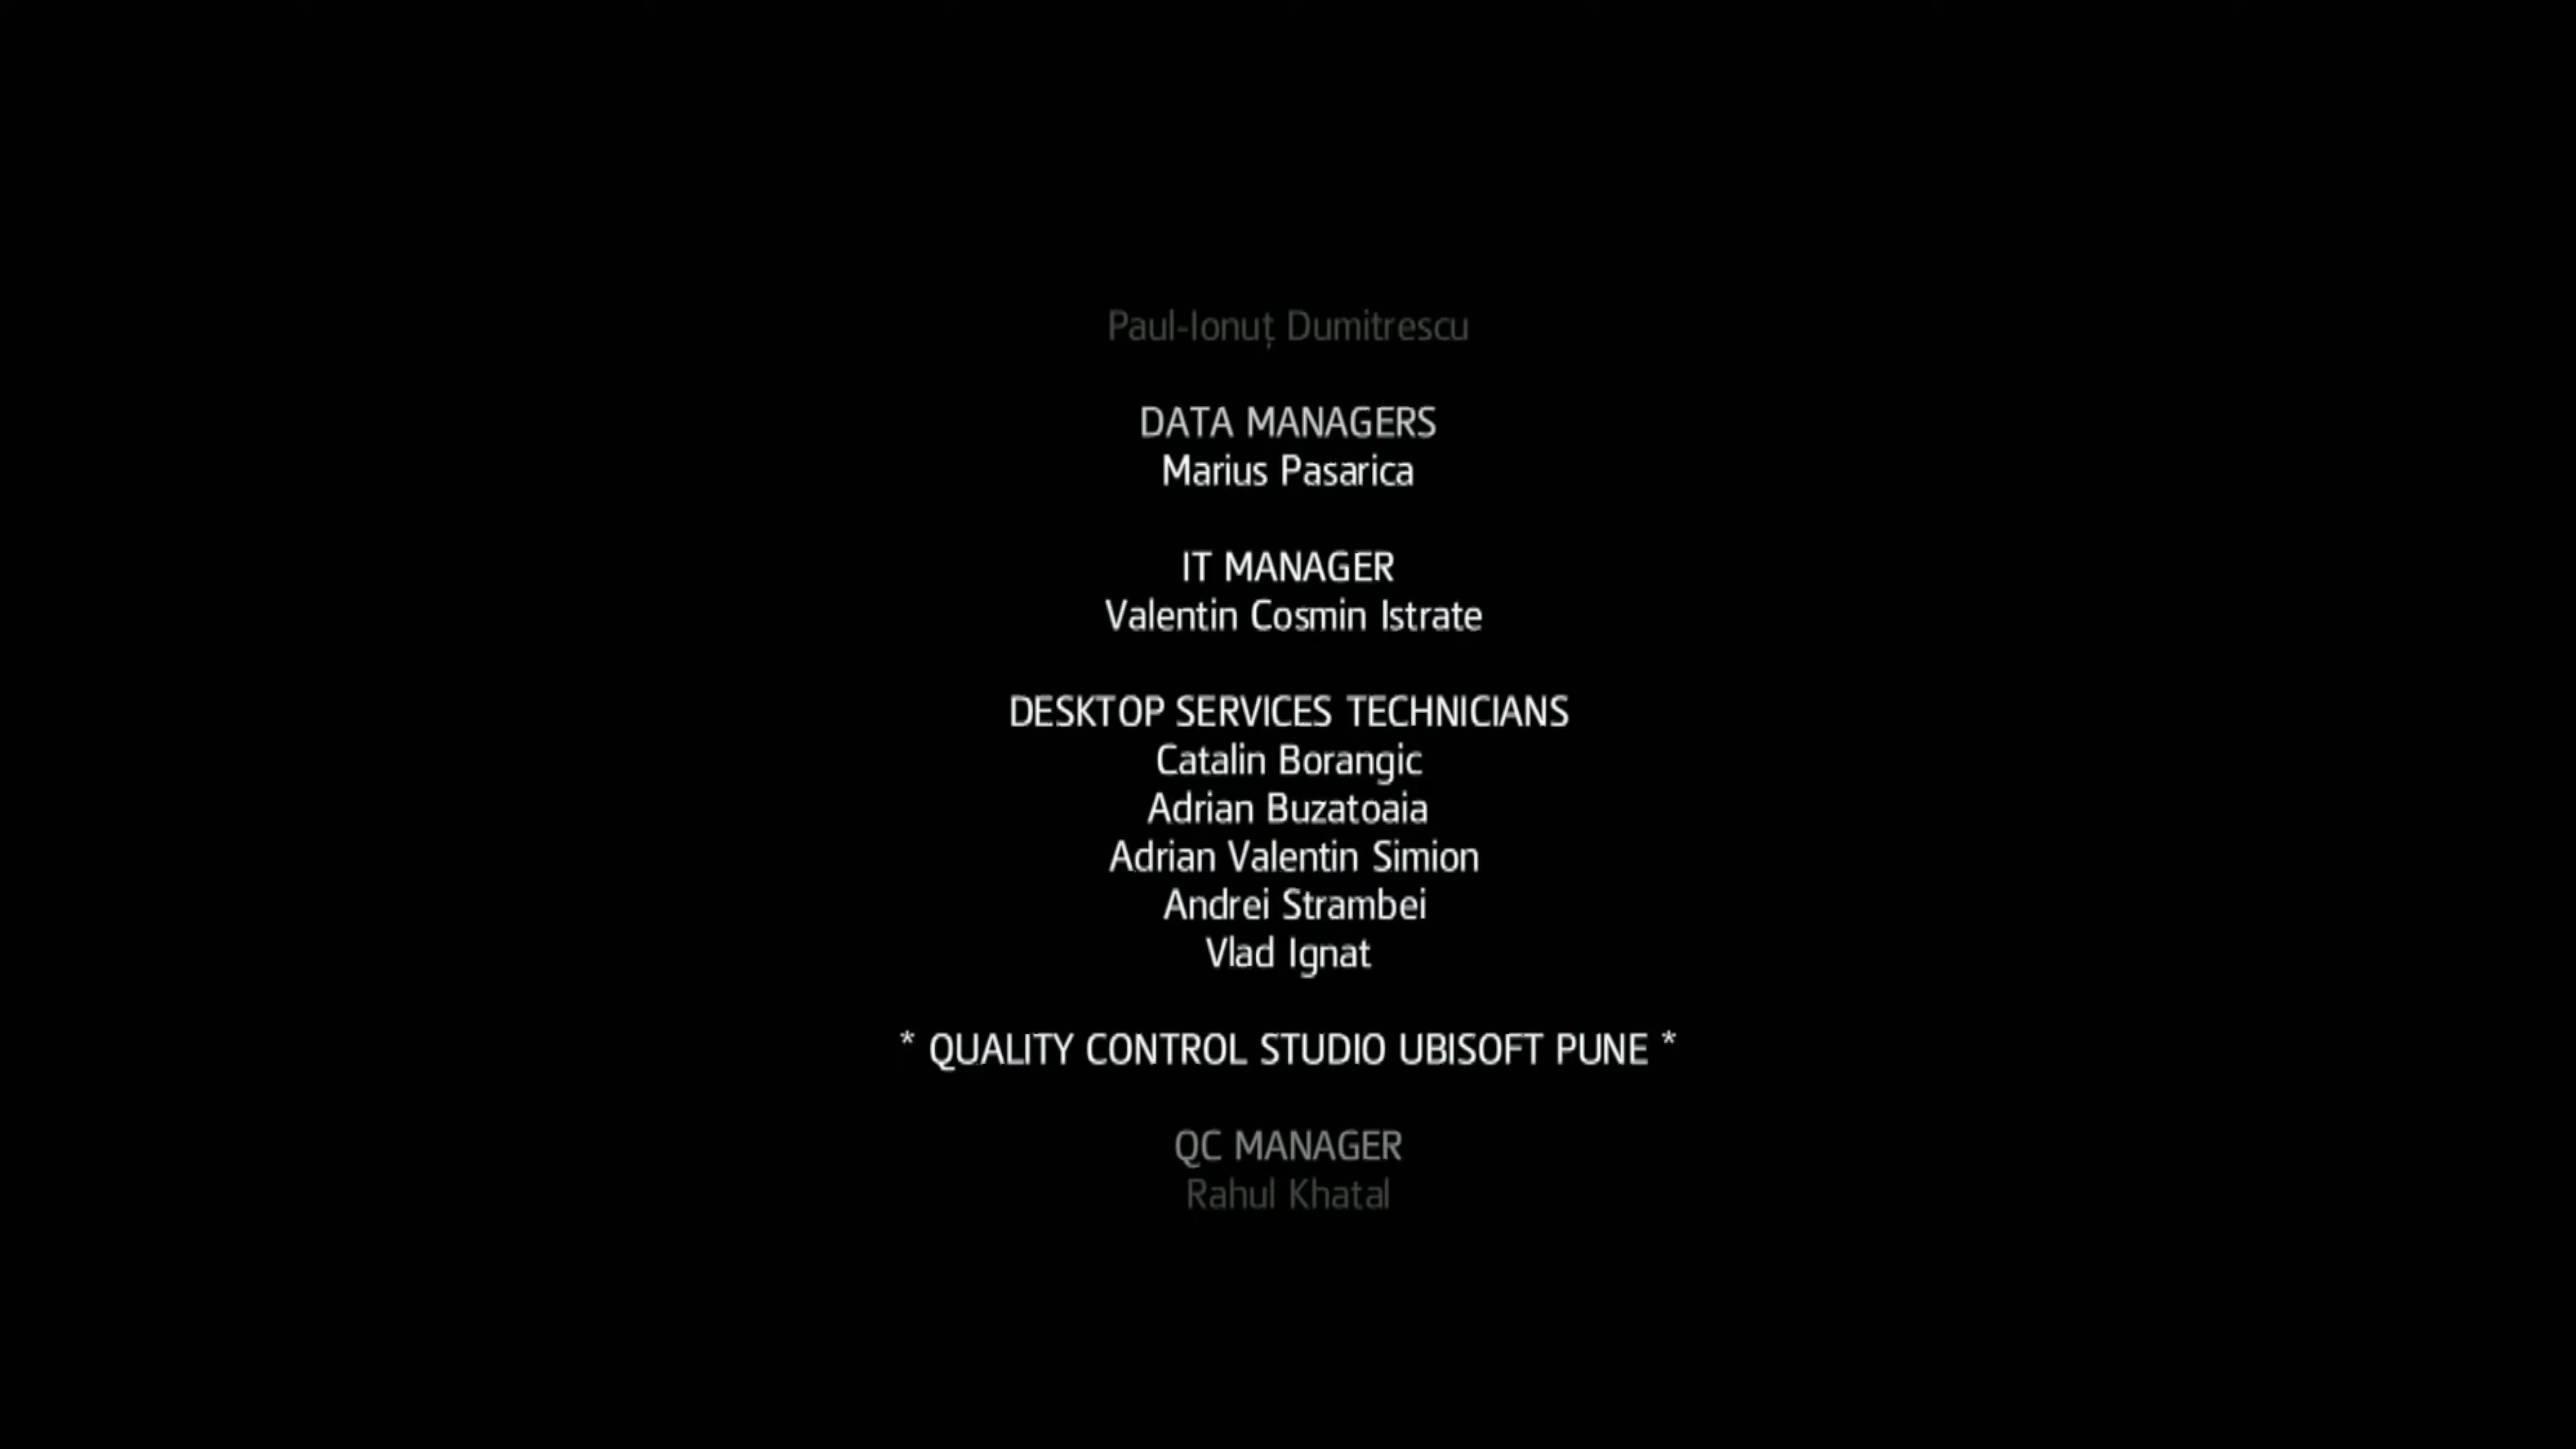 Paul-Ionuț Dumitrescu
DATA MANAGERS
Marius Pasarica
IT MANAGER
Valentin Cosmin Istrate
DESKTOP SERVICES TECHNICIANS
Catalin Borangic
Adrian Buzatoaia
Adrian Valentin Simion
Andrei Strambei
Vlad Ignat
* QUALITY CONTROL STUDIO UBISOFT PUNE *
QC MANAGER
Rahul Khatal